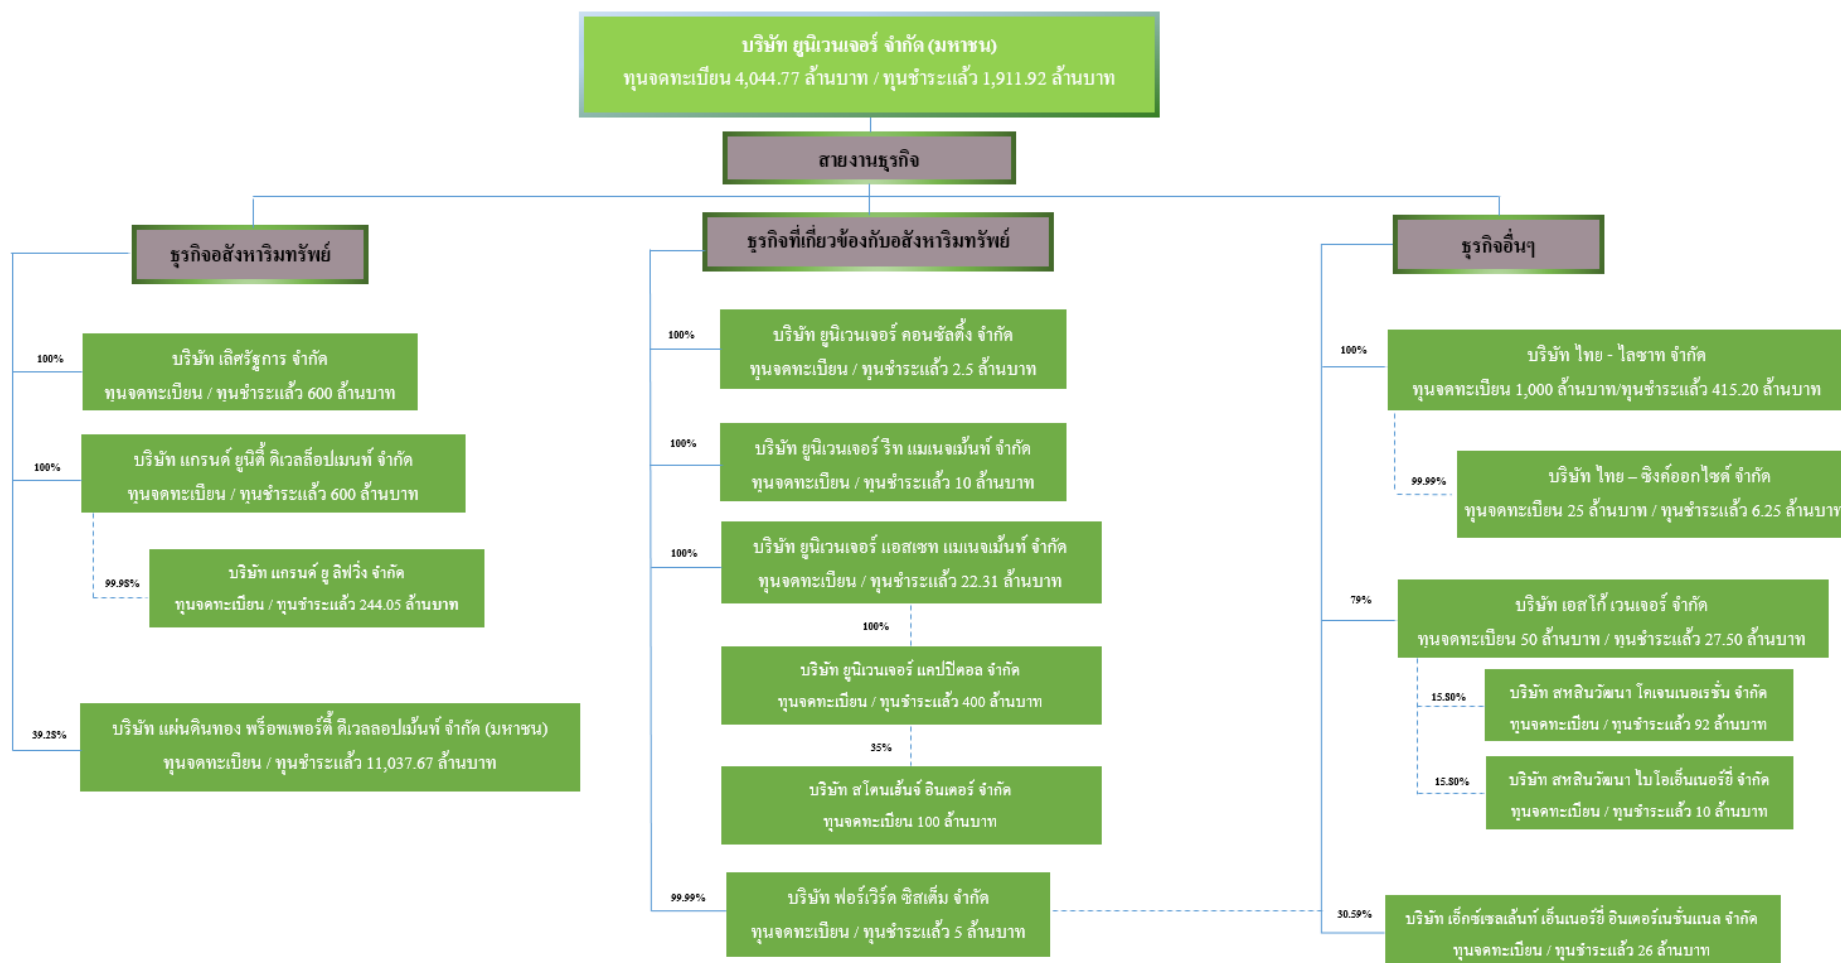 บริษัท ยูนิเวนเจอร์ จำกัด (มหาชน)
ทุนจดทะเบียน 4,044.77 ล้านบาท / ทุนชำระแล้ว 1,911.92 ล้านบาท
สายงานธุรกิจ
ธุรกิจอสังหาริมทรัพย์
100%
บริษัท เลิศรัฐการ จำกัด
ทุนจดทะเบียน / ทุนชำระแล้ว 600 ล้านบาท
100%
บริษัท แกรนด์ ยูนิตี้ ดิเวลล็อปเมนท์ จำกัด
ทุนจดทะเบียน / ทุนชำระแล้ว 600 ล้านบาท
99.98%
บริษัท แกรนด์ ยู ลิฟวิ่ง จำกัด
ทุนจดทะเบียน / ทุนชำระแล้ว 244.05 ล้านบาท
39.28%
บริษัท แผ่นดินทอง พร็อพเพอร์ตี้ ดีเวลลอปเม้นท์ จำกัด (มหาชน)
ทุนจดทะเบียน / ทุนชำระแล้ว 11,037.67 ล้านบาท
ธุรกิจที่เกี่ยวข้องกับอสังหาริมทรัพย์
100%
บริษัท ยูนิเวนเจอร์ คอนซัลติ้ง จำกัด
ทุนจดทะเบียน / ทุนชำระแล้ว 2.5 ล้านบาท
100%
บริษัท ยูนิเวนเจอร์ รีท แมเนจเม้นท์ จำกัด
ทุนจดทะเบียน / ทุนชำระแล้ว 10 ล้านบาท
100%
บริษัท ยูนิเวนเจอร์ แอสเซท แมเนจเม้นท์ จำกัด
ทุนจดทะเบียน / ทุนชำระแล้ว 22.31 ล้านบาท
100%
บริษัท ยูนิเวนเจอร์ แคปปิตอล จำกัด
ทุนจดทะเบียน / ทุนชำระแล้ว 400 ล้านบาท
35%
บริษัท สโตนเฮ้นจ์ อินเตอร์ จำกัด
ทุนจดทะเบียน 100 ล้านบาท
99.99%
บริษัท ฟอร์เวิร์ด ซิสเต็ม จำกัด
ทุนจดทะเบียน / ทุนชำระแล้ว 5 ล้านบาท
ธุรกิจอื่นๆ
100%
บริษัท ไทย - ไลซาท จำกัด
ทุนจดทะเบียน 1,000 ล้านบาท/ทุนชำระแล้ว 415.20 ล้านบาท
99.99%
บริษัท ไทย – ซิงค์ออกไซด์ จำกัด
ทุนจดทะเบียน 25 ล้านบาท / ทุนชำระแล้ว 6.25 ล้านบาท
79%
บริษัท เอสโก้ เวนเจอร์ จำกัด
ทุนจดทะเบียน 50 ล้านบาท / ทุนชำระแล้ว 27.50 ล้านบาท
15.80%
บริษัท สหสินวัฒนา โคเจนเนอเรชั่น จำกัด
ทุนจดทะเบียน / ทุนชำระแล้ว 92 ล้านบาท
15.80%
บริษัท สหสินวัฒนา ไบโอเอ็นเนอร์ยี่ จำกัด
ทุนจดทะเบียน / ทุนชำระแล้ว 10 ล้านบาท
30.59%
บริษัท เอ็กซ์เซลเล้นท์ เอ็นเนอร์ยี่ อินเตอร์เนชั่นแนล จำกัด
ทุนจดทะเบียน / ทุนชำระแล้ว 26 ล้านบาท